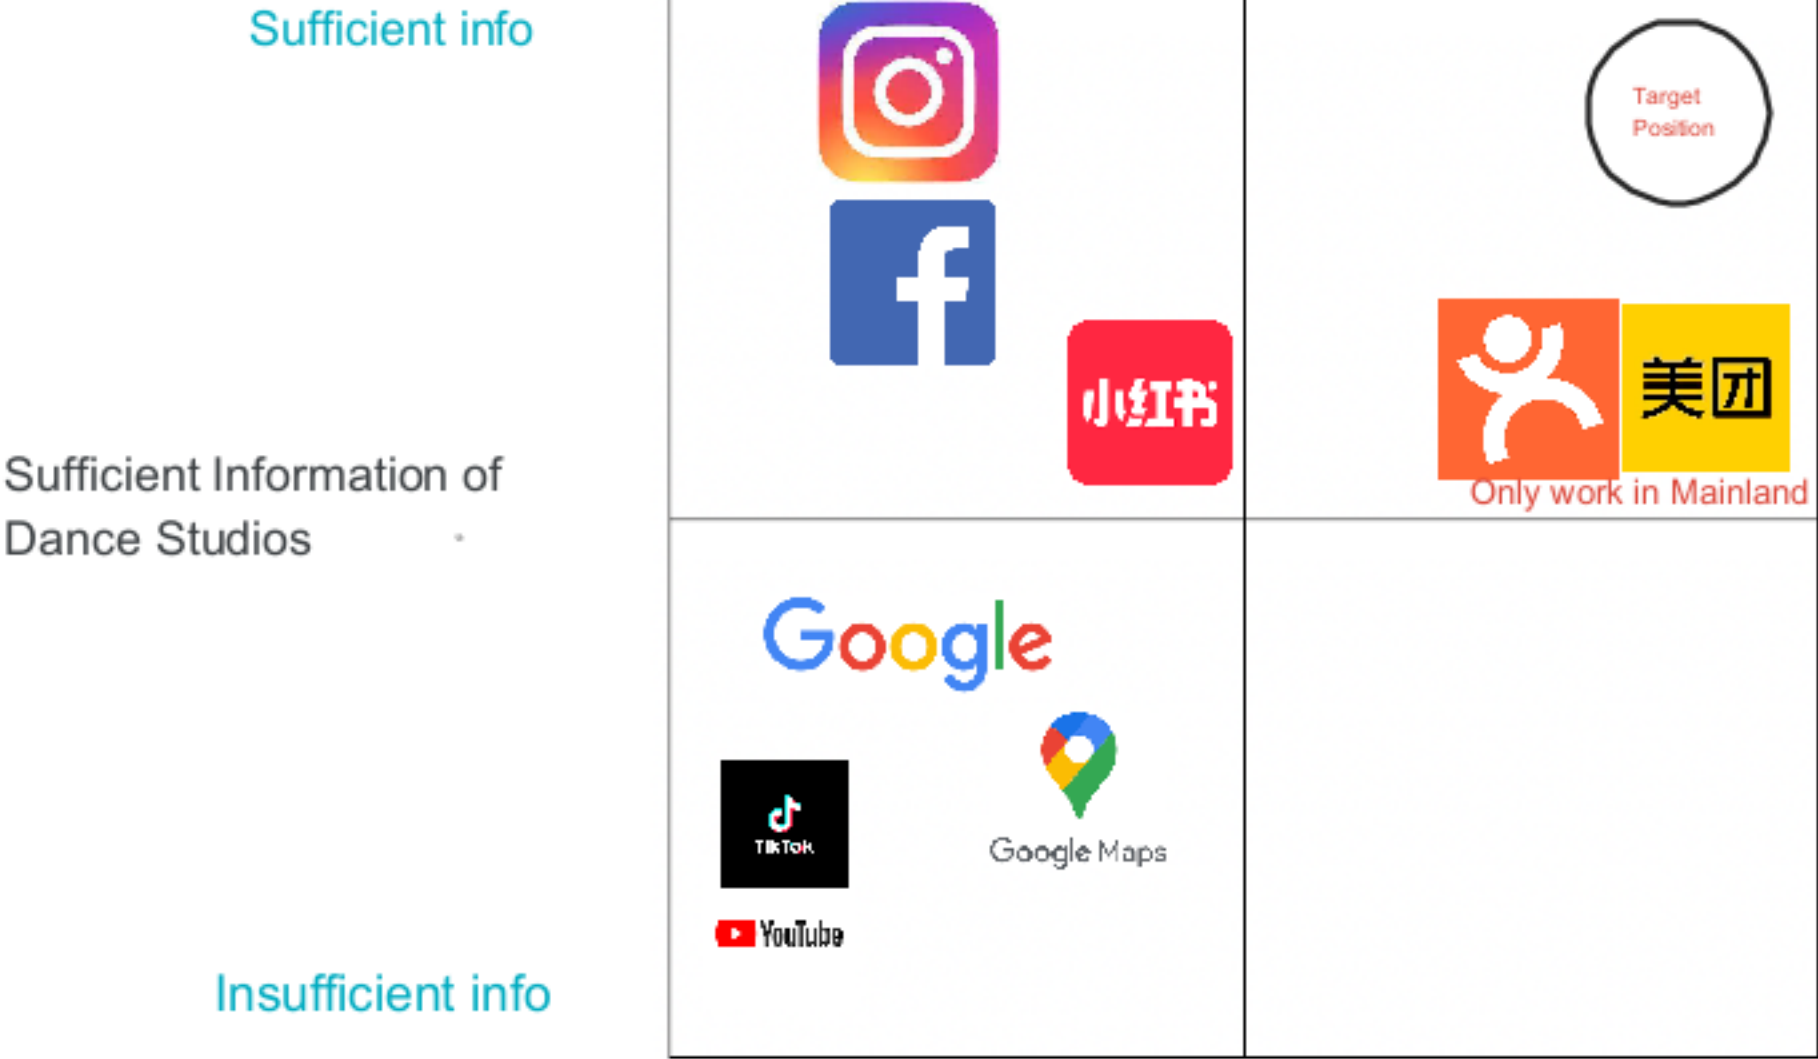 Sufficient info
Target
Position
小红书
美团
Only work in Mainland
Sufficient Information of
Dance Studios
Google
Google Maps
TikTok
YouTube
Insufficient info